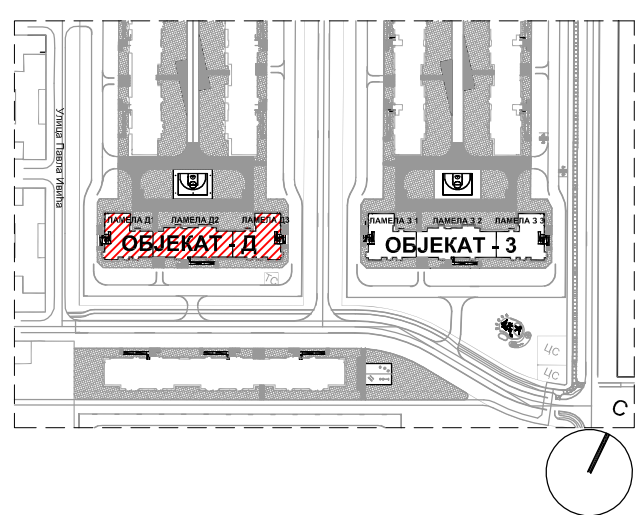 Улица Павла Ивића
ЛАМЕЛА Д1 ЛАМЕЛА Д2 ЛАМЕЛА Д3
ОБЈЕКАТ - Д
ЛАМЕЛА З 1 ЛАМЕЛА З 2 ЛАМЕЛА З 3
ОБЈЕКАТ - З
ТС
ЦС
ЦС
С